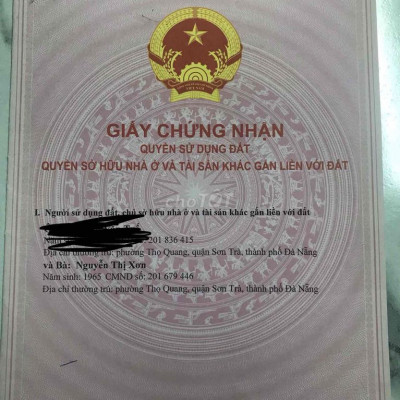 GIẤY CHỨNG NHẬN
QUYỀN SỬ DỤNG ĐẤT
QUYỀN SỞ HỮU NHÀ Ở VÀ TÀI SẢN KHÁC GẮN LIỀN VỚI ĐẤT
I. Người sử dụng đất, chủ sở hữu nhà ở và tài sản khác gắn liền với đất
201 836 415
Địa chỉ thường trú: phường Thọ Quang, quận Sơn Trà, thành phố Đà Nẵng
và Bà: Nguyễn Thị Xơn
Năm sinh: 1965 CMND số: 201 679 446
Địa chỉ thường trú: phường Thọ Quang, quận Sơn Trà, thành phố Đà Nẵng